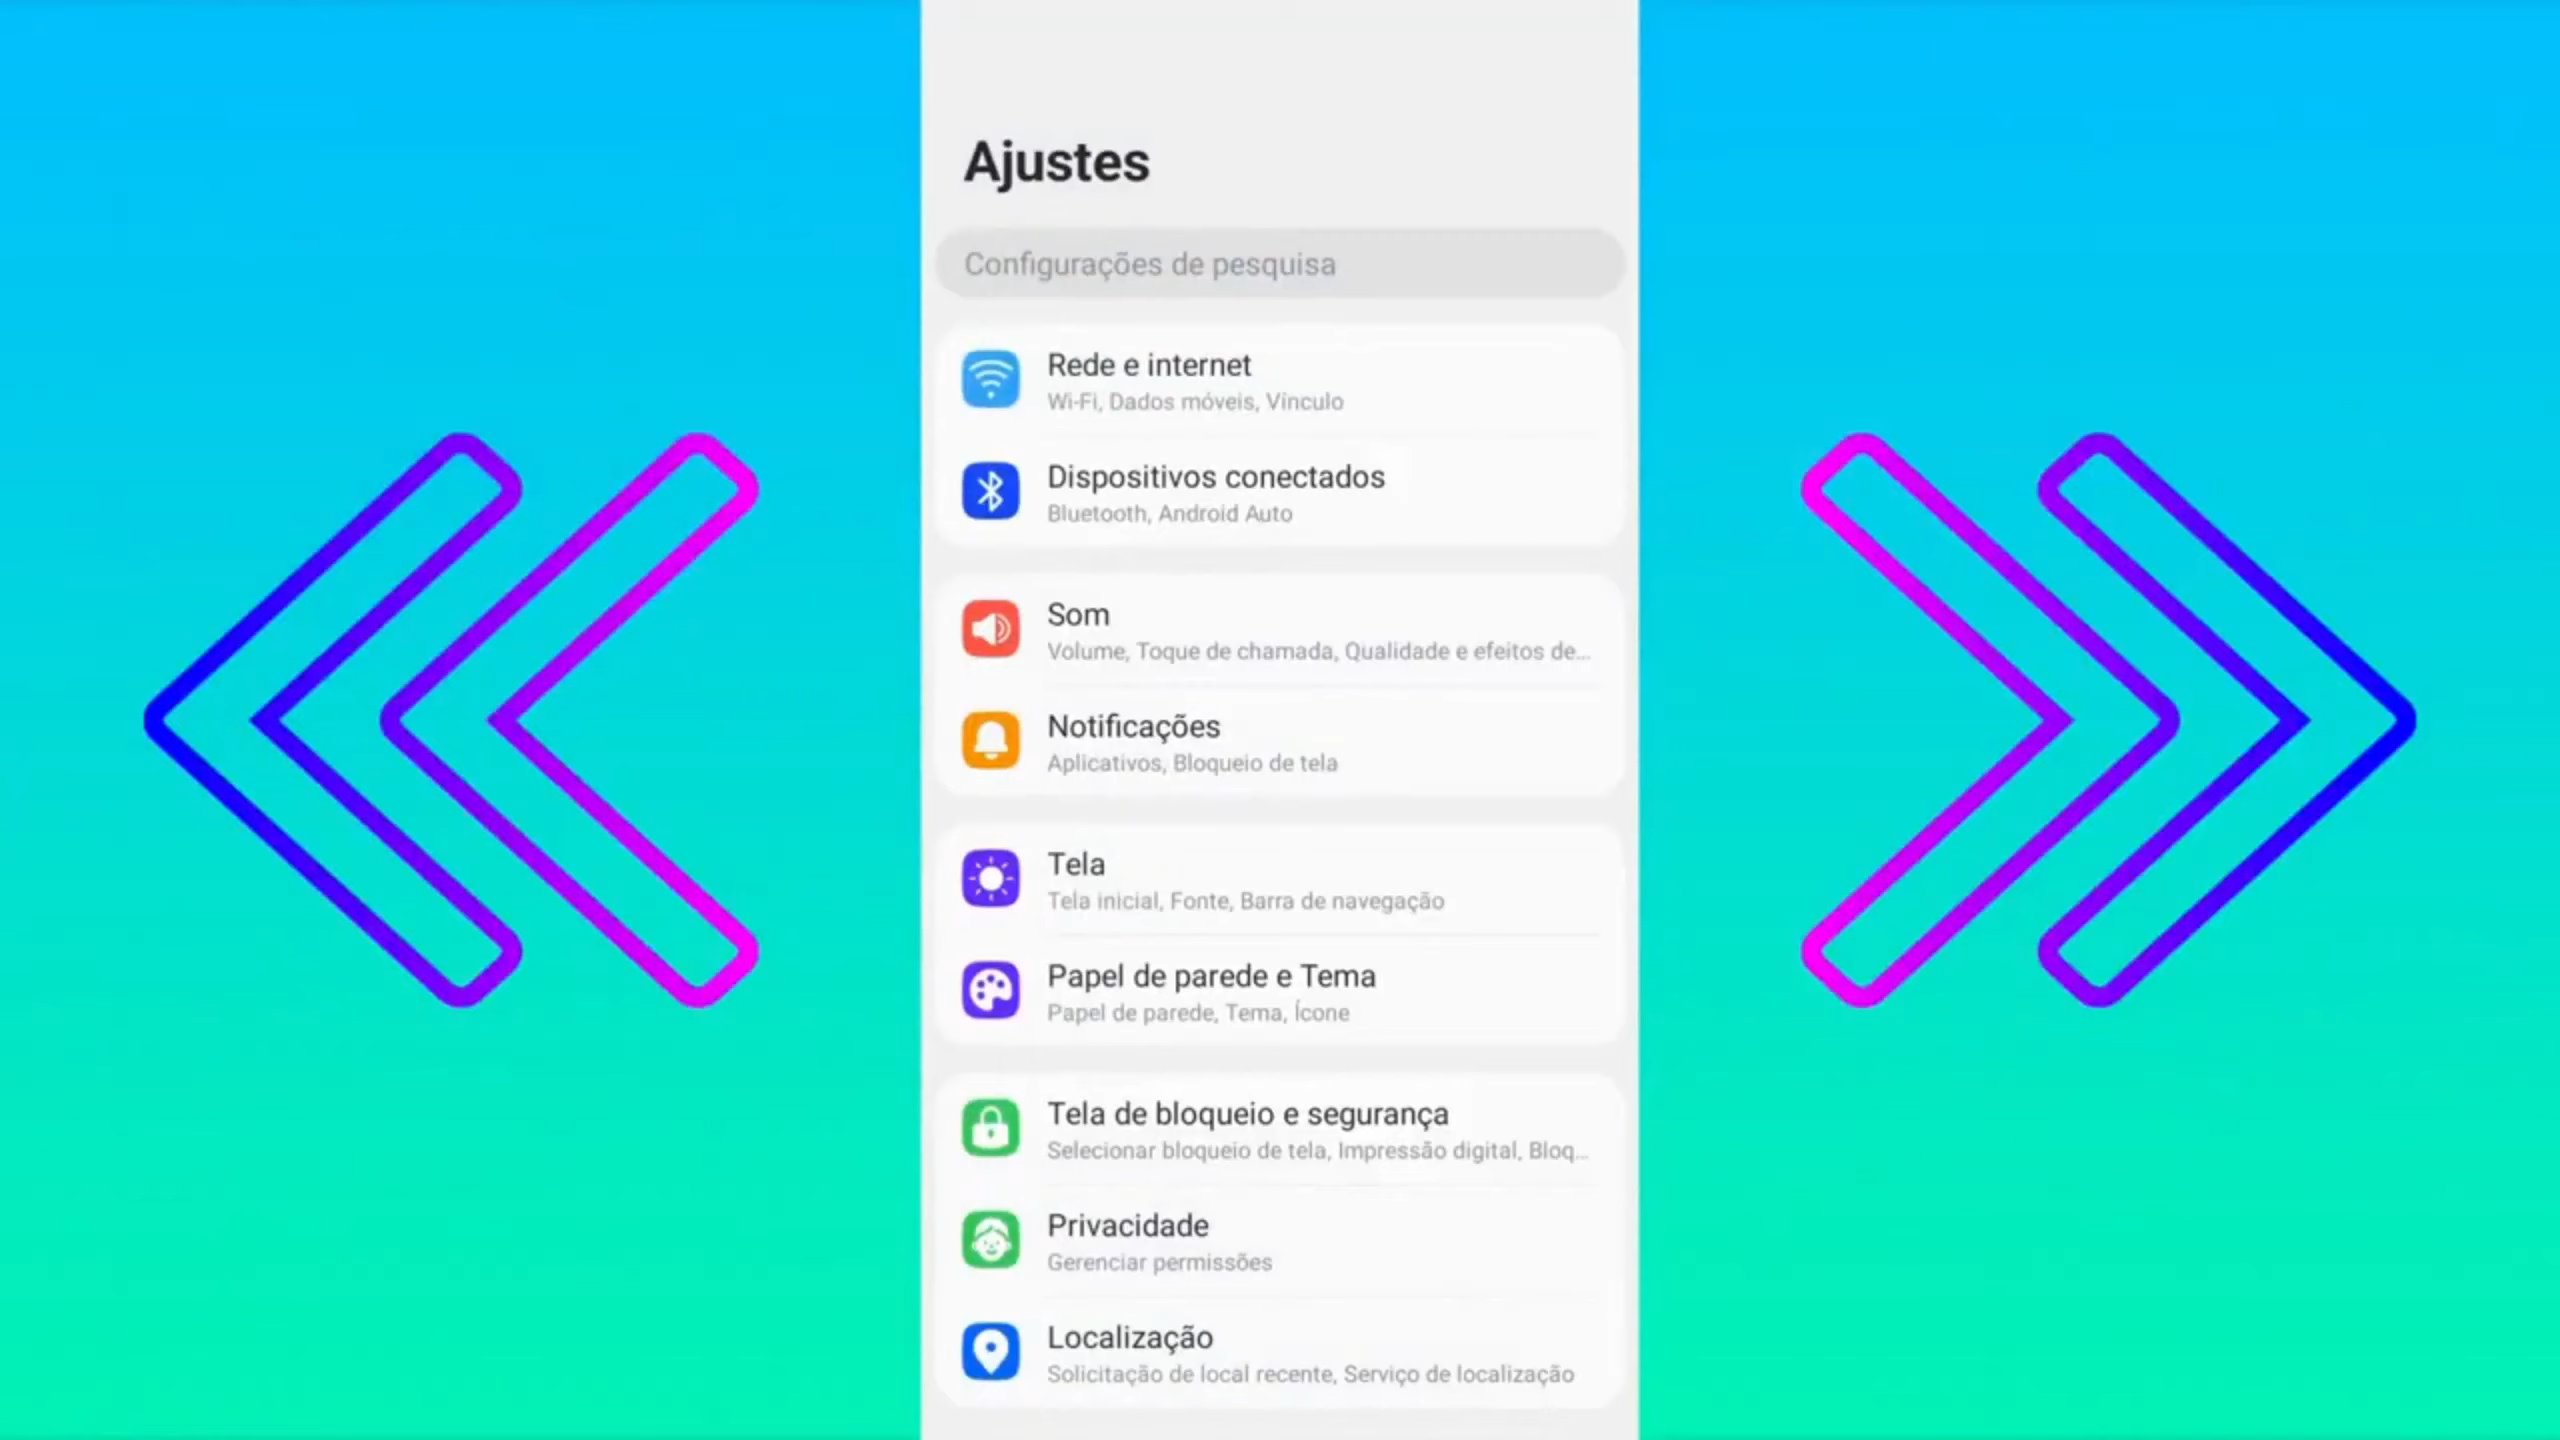 Ajustes
Configurações de pesquisa
Rede e internet
Wi-Fi, Dados móveis, Vínculo
Dispositivos conectados
Bluetooth, Android Auto
Som
Volume, Toque de chamada, Qualidade e efeitos de...
Notificações
Aplicativos, Bloqueio de tela
Tela
Tela inicial, Fonte, Barra de navegação
Papel de parede e Tema
Papel de parede, Tema, Ícone
Tela de bloqueio e segurança
Selecionar bloqueio de tela, Impressão digital, Bloq...
Privacidade
Gerenciar permissões
Localização
Solicitação de local recente, Serviço de localização